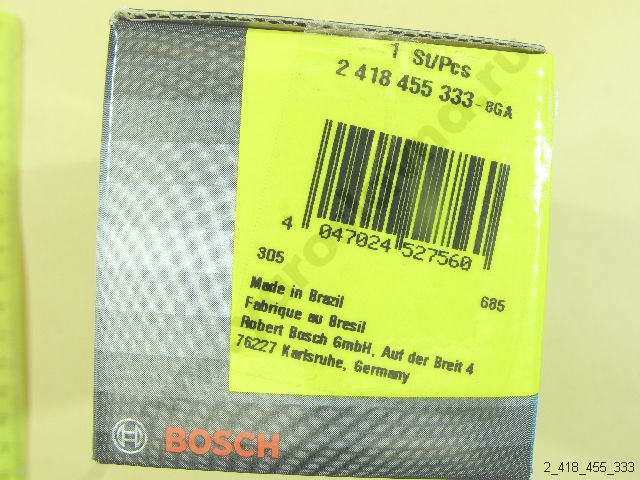 1 St/Pcs
2 418 455 333-8GA
4 047024 527560
305
685
Made in Brazil
Fabrique au Bresil
Robert Bosch GmbH, Auf der Breit 4
76227 Karlsruhe, Germany
BOSCH
2_418_455_333